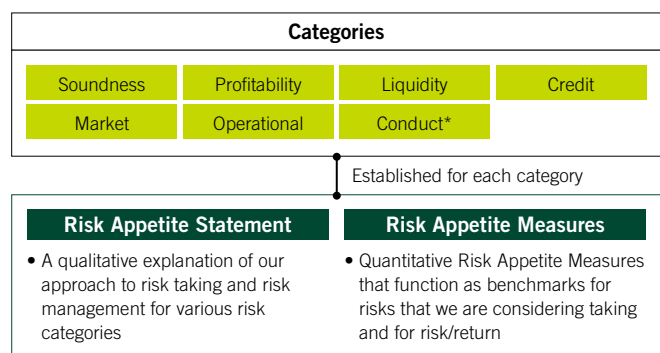 Categories
Soundness Profitability Liquidity Credit
Market Operational Conduct*
Established for each category
Risk Appetite Statement
• A qualitative explanation of our
approach to risk taking and risk
management for various risk
categories
Risk Appetite Measures
• Quantitative Risk Appetite Measures
that function as benchmarks for
risks that we are considering taking
and for risk/return